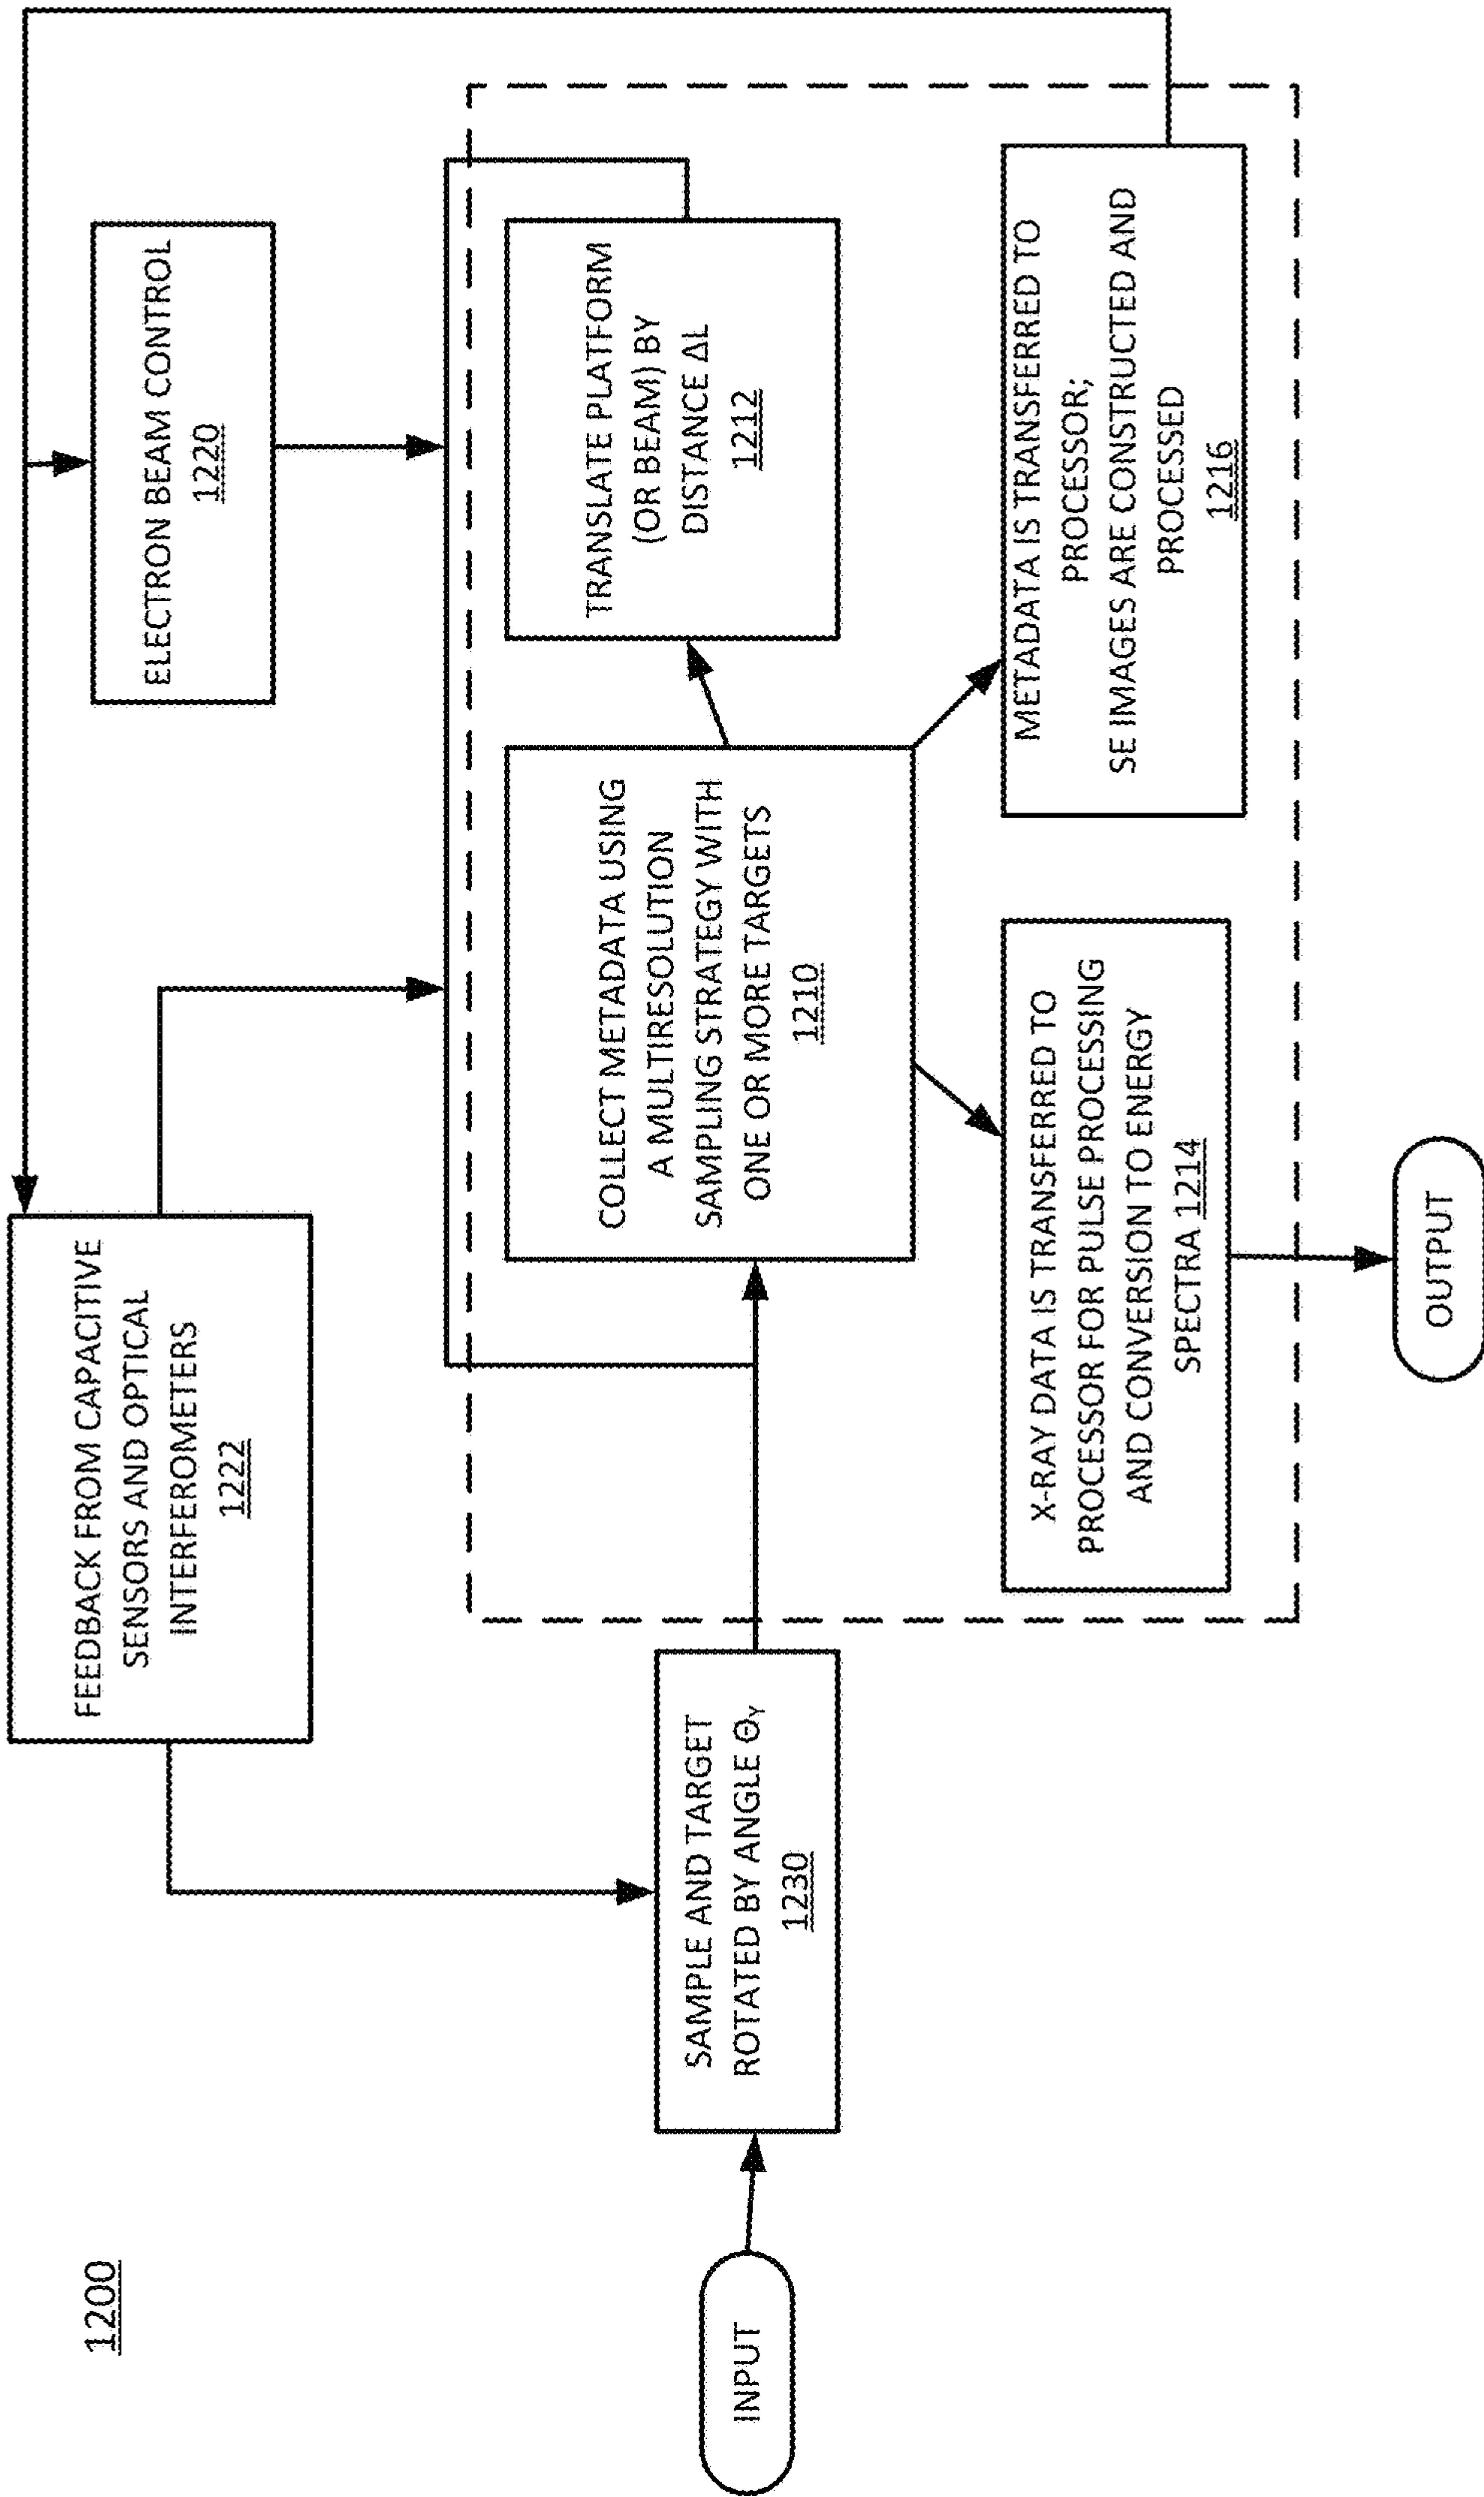 1200
FEEDBACK FROM CAPACITIVE
SENSORS AND OPTICAL
INTERFEROMETERS
1222
ELECTRON BEAM CONTROL
1220
INPUT
SAMPLE AND TARGET
ROTATED BY ANGLE ΘY
1230
COLLECT METADATA USING
A MULTIRESOLUTION
SAMPLING STRATEGY WITH
ONE OR MORE TARGETS
1210
TRANSLATE PLATFORM
(OR BEAM) BY
DISTANCE ΔL
1212
X-RAY DATA IS TRANSFERRED TO
PROCESSOR FOR PULSE PROCESSING
AND CONVERSION TO ENERGY
SPECTRA 1214
METADATA IS TRANSFERRED TO
PROCESSOR;
SE IMAGES ARE CONSTRUCTED AND
PROCESSED
1216
OUTPUT